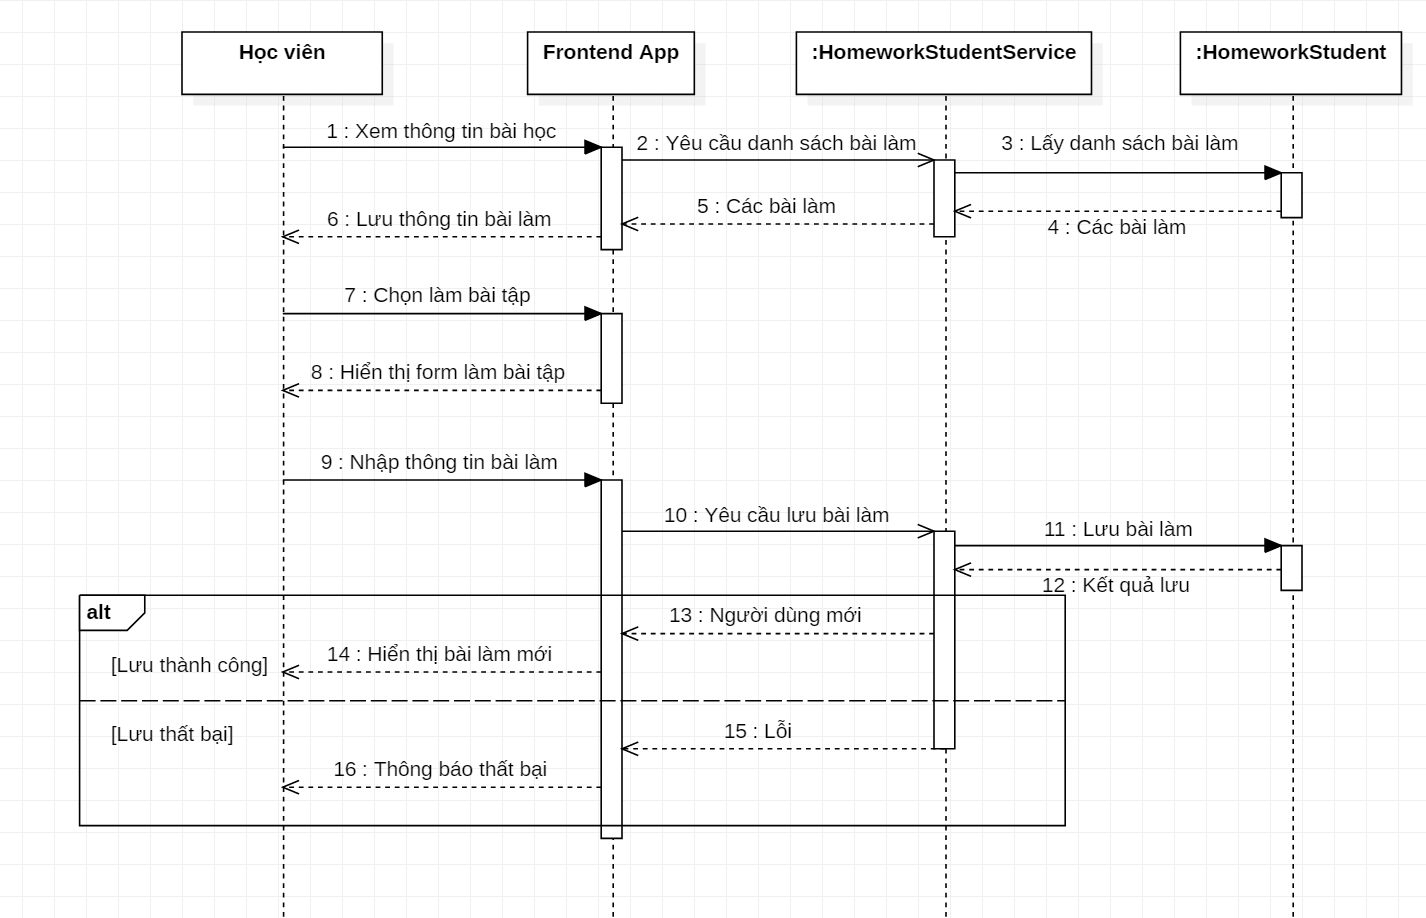 Học viên
Frontend App
:HomeworkStudentService
:HomeworkStudent
1 : Xem thông tin bài học
2 : Yêu cầu danh sách bài làm
3 : Lấy danh sách bài làm
4 : Các bài làm
5 : Các bài làm
6 : Lưu thông tin bài làm
7 : Chọn làm bài tập
8 : Hiển thị form làm bài tập
9 : Nhập thông tin bài làm
10 : Yêu cầu lưu bài làm
11 : Lưu bài làm
12 : Kết quả lưu
alt
13 : Người dùng mới
[Lưu thành công]
14 : Hiển thị bài làm mới
[Lưu thất bại]
15 : Lỗi
16 : Thông báo thất bại